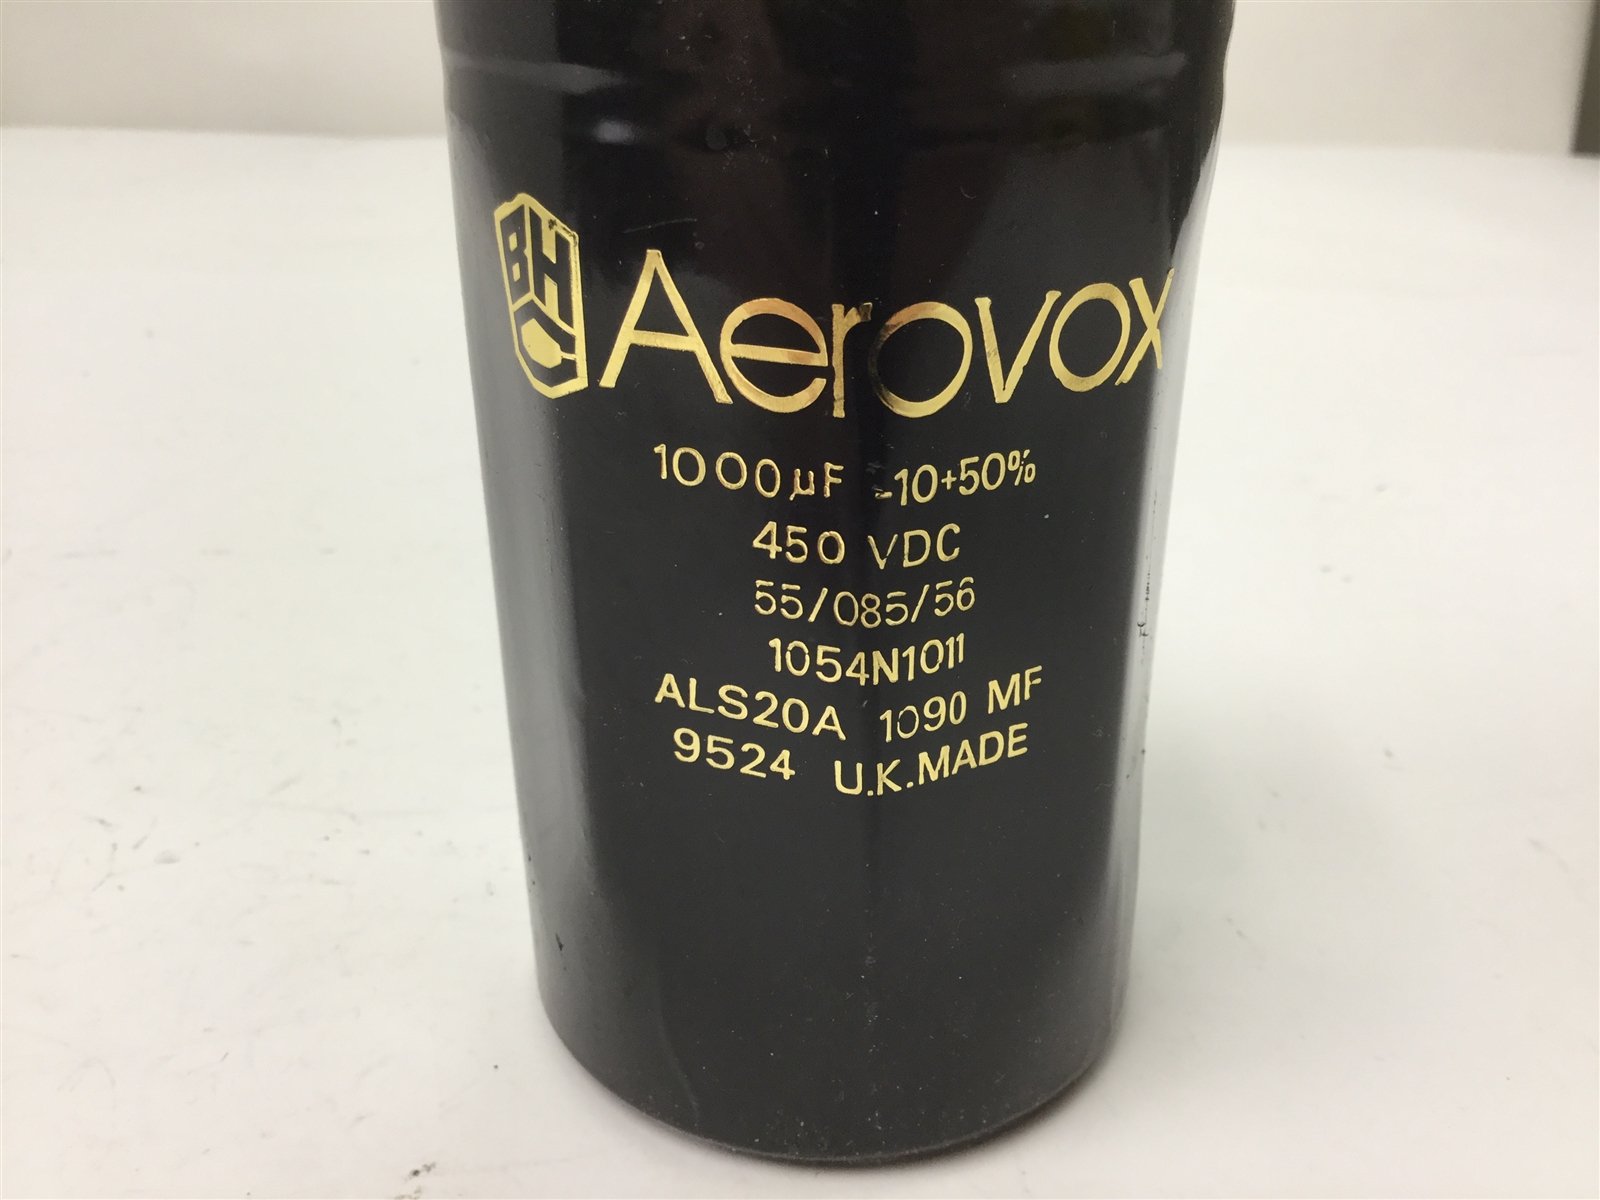 BHC Aerovox
1000µF -10+50%
450 VDC
55/085/56
1054N1011
ALS20A 1090 MF
9524 U.K.MADE